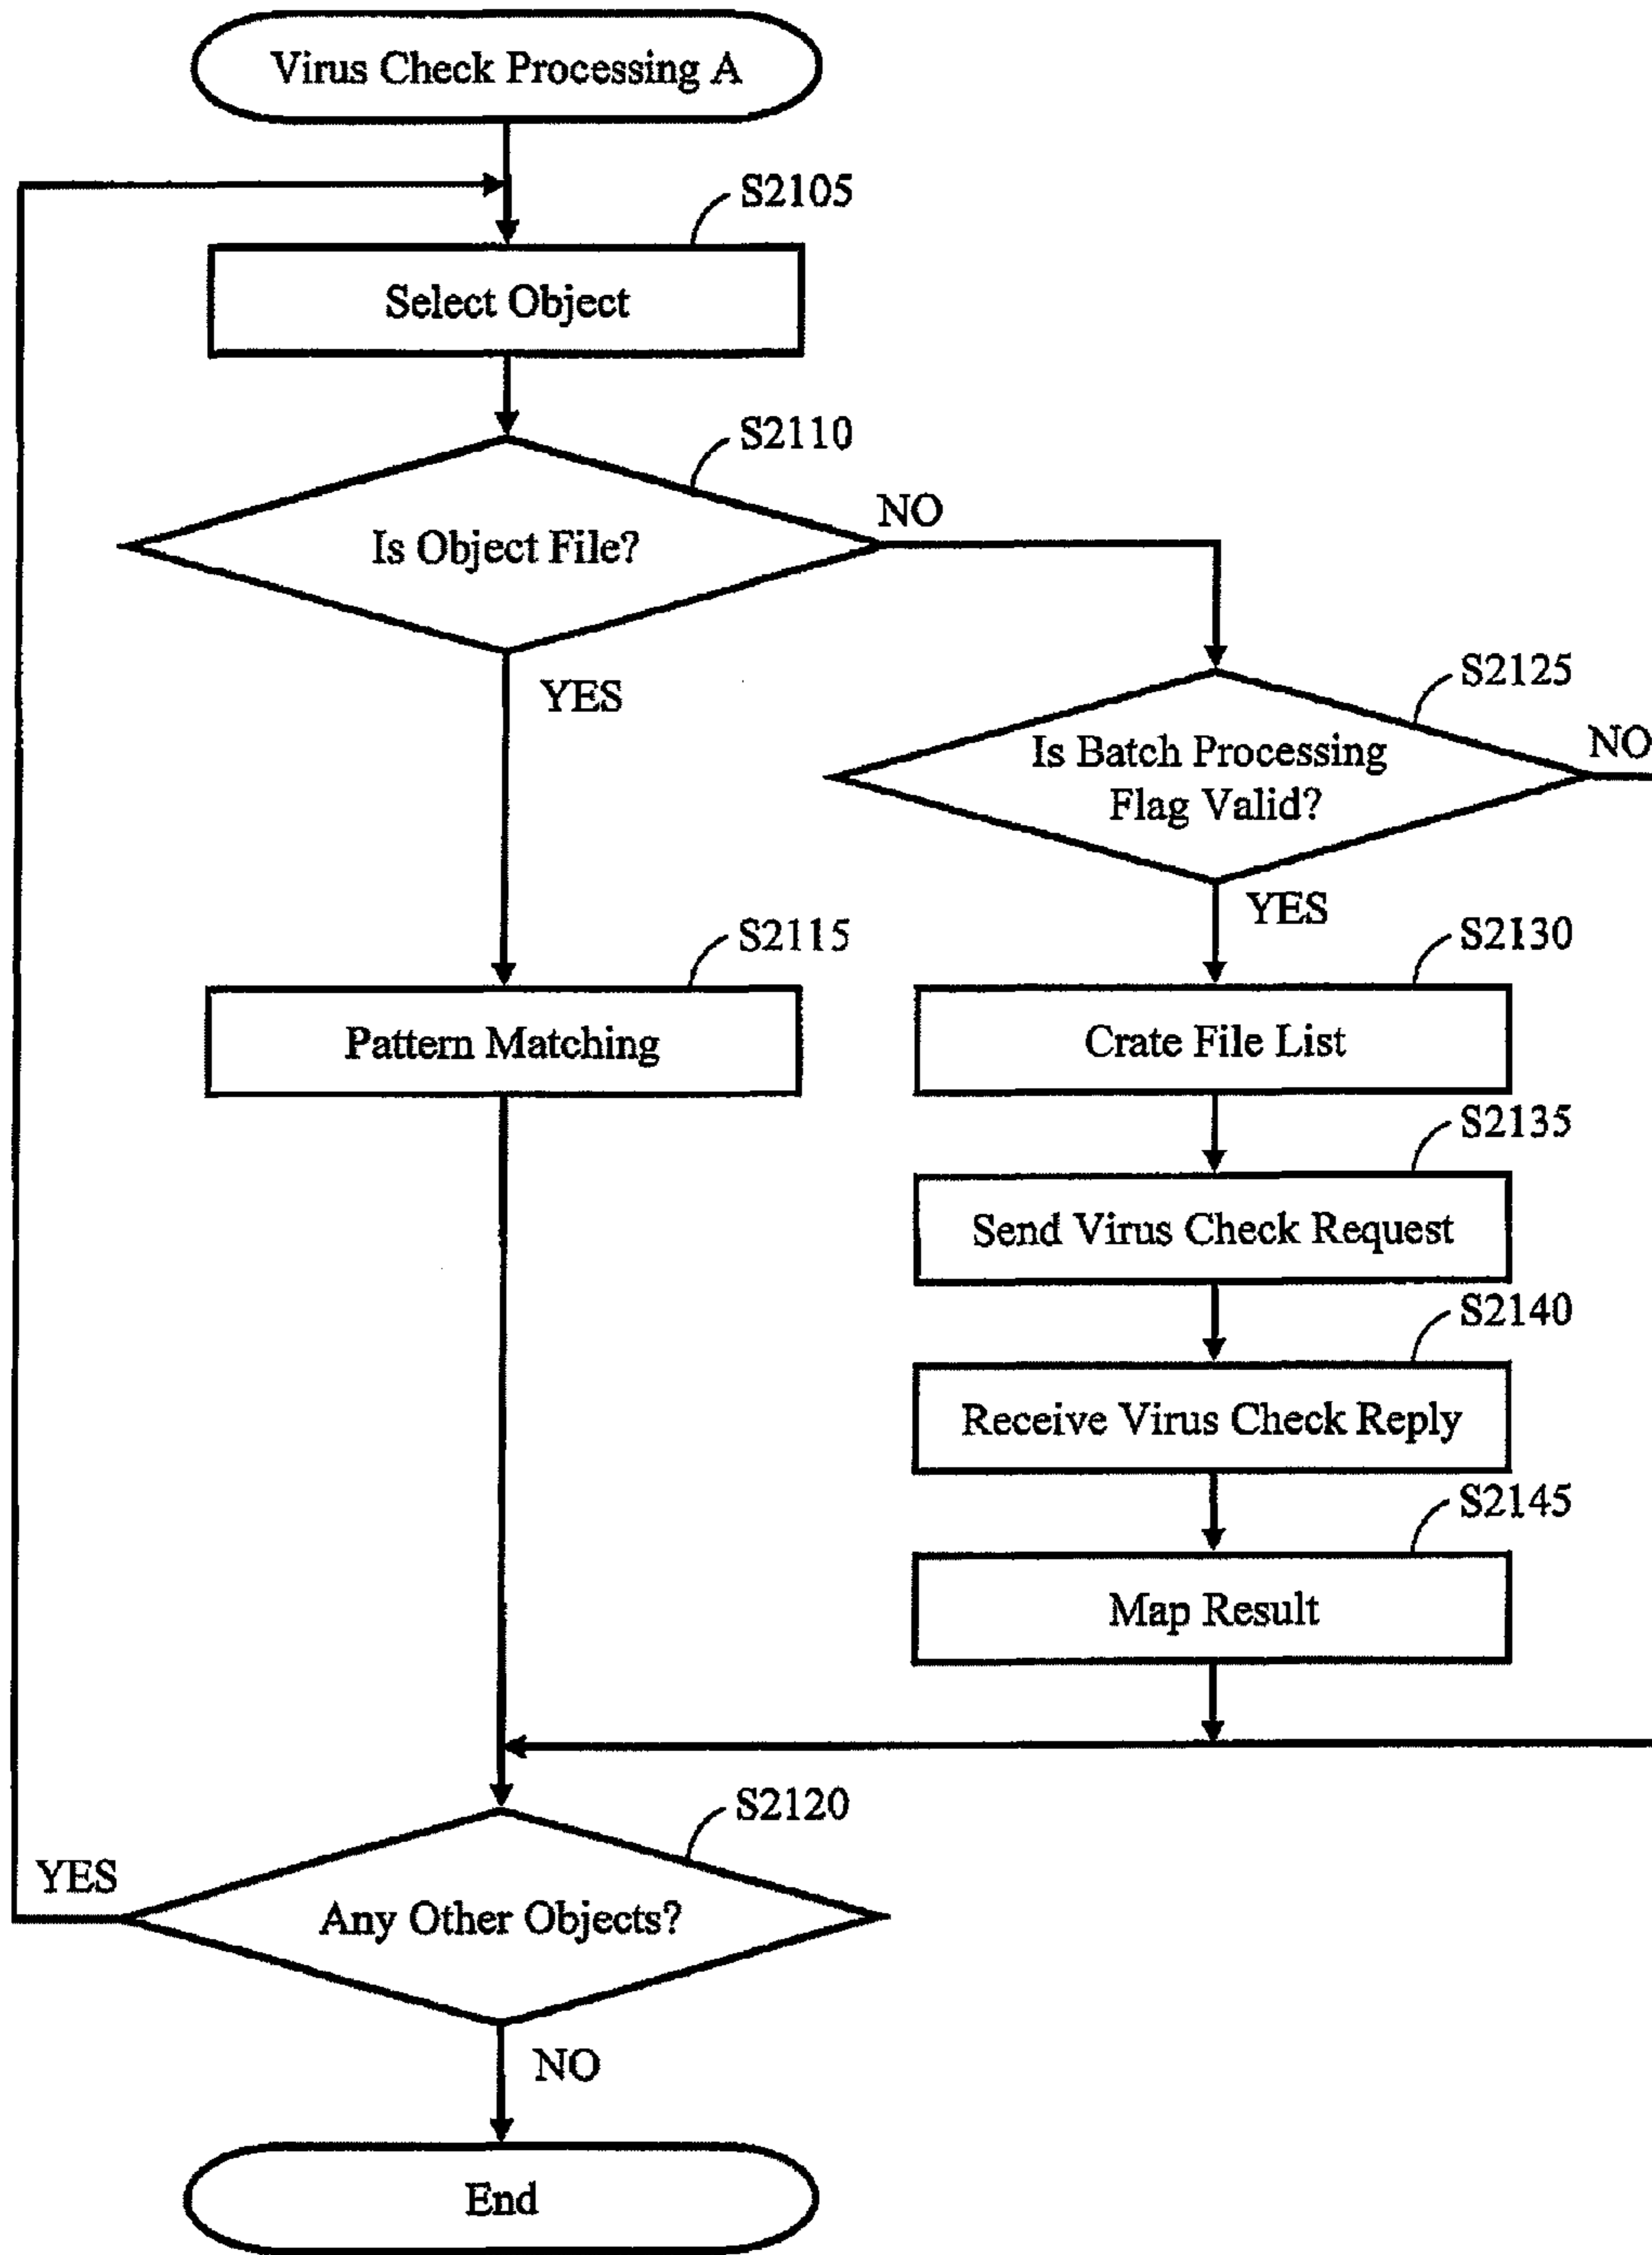 Virus Check Processing A
S2105
Select Object
S2110
Is Object File?
NO
YES
S2125
Is Batch Processing
Flag Valid?
NO
YES
S2115
Pattern Matching
S2130
Crate File List
S2135
Send Virus Check Request
S2140
Receive Virus Check Reply
S2145
Map Result
S2120
Any Other Objects?
YES
NO
End